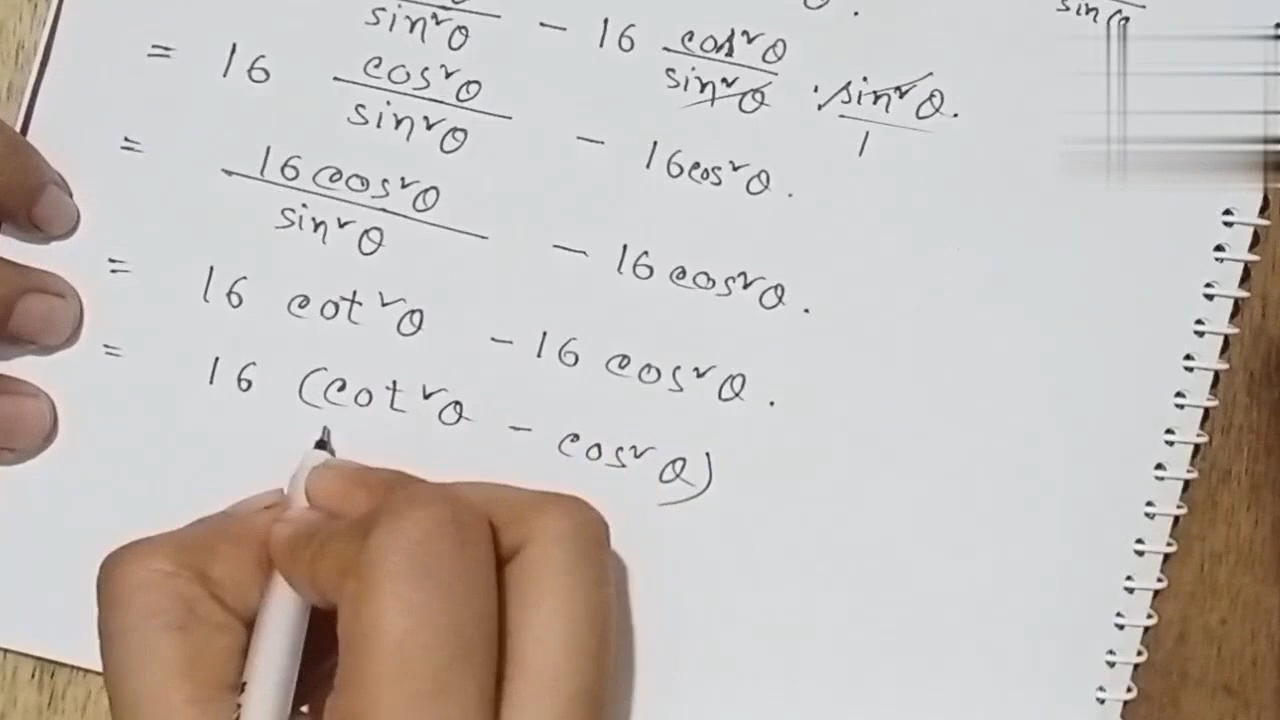 sin²θ - 16 cos²θ/sin²θ · sin²θ/1.
= 16 cos²θ/sin²θ - 16cos²θ.
= 16cos²θ/sin²θ - 16cos²θ.
= 16 cot²θ - 16 cos²θ.
= 16 (cot²θ - cos²θ)